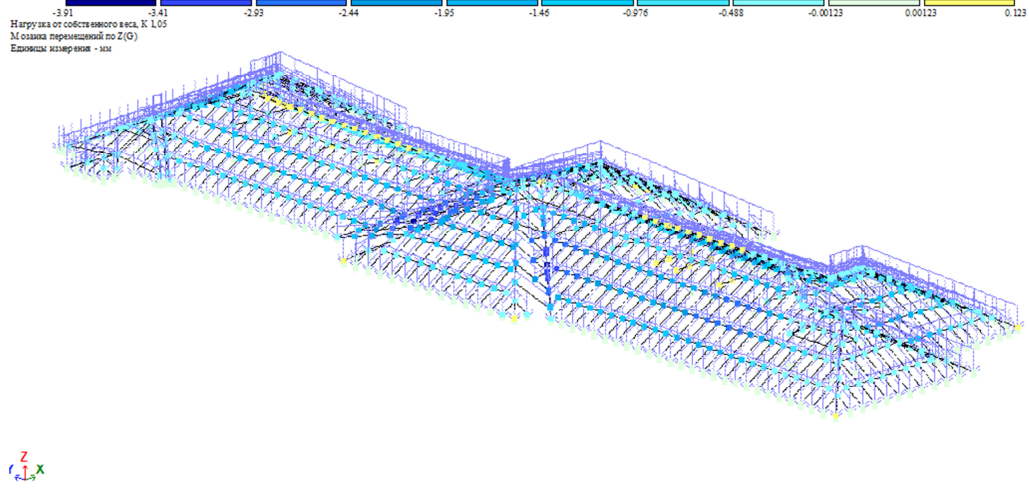 -3.91 -3.41 -2.93 -2.44 -1.95 -1.46 -0.976 -0.488 -0.00123 0.00123 0.123
Нагрузка от собственного веса, К 1,05
Мозаика перемещений по Z(G)
Единицы измерения - мм
Z
Y X